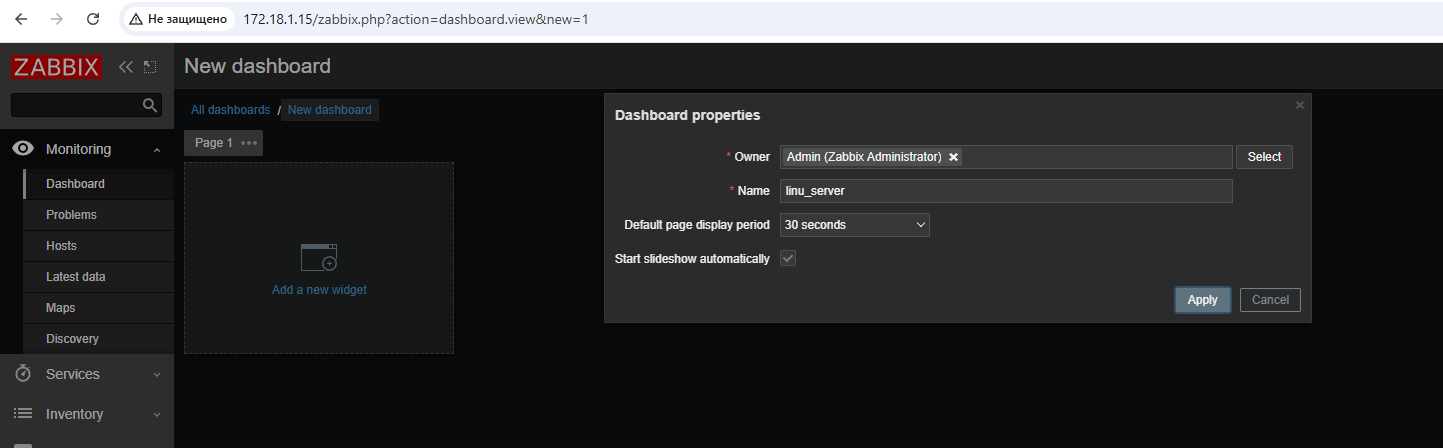 Не защищено 172.18.1.15/zabbix.php?action=dashboard.view&new=1
ZABBIX
New dashboard
All dashboards / New dashboard
Page 1
Add a new widget
Monitoring
Dashboard
Problems
Hosts
Latest data
Maps
Discovery
Services
Inventory
Dashboard properties
* Owner Admin (Zabbix Administrator) Select
* Name linu_server
Default page display period 30 seconds
Start slideshow automatically
Apply Cancel